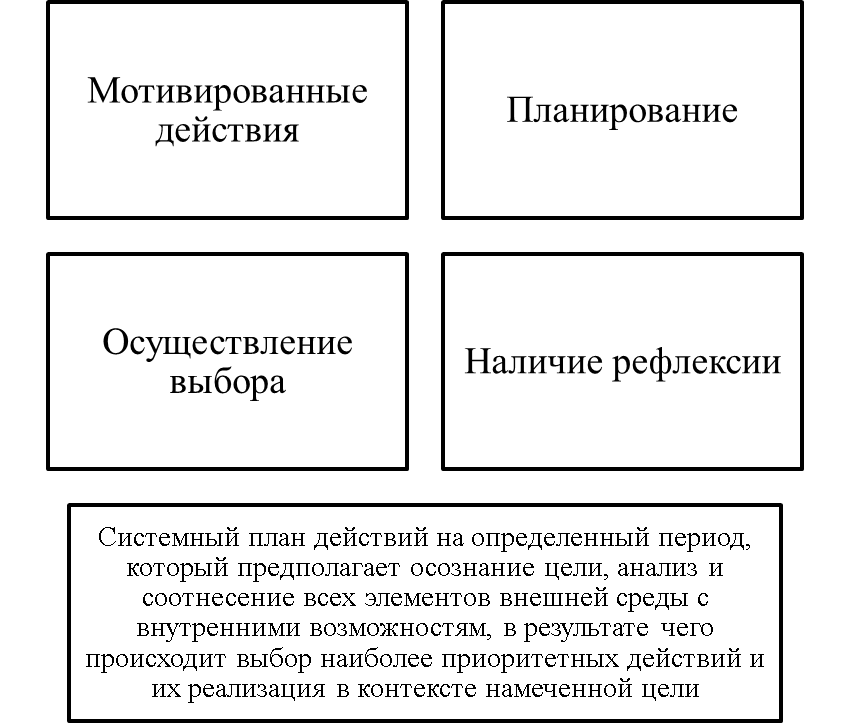 Мотивированные
действия
Планирование
Осуществление
выбора
Наличие рефлексии
Системный план действий на определенный период,
который предполагает осознание цели, анализ и
соотнесение всех элементов внешней среды с
внутренними возможностям, в результате чего
происходит выбор наиболее приоритетных действий и
их реализация в контексте намеченной цели